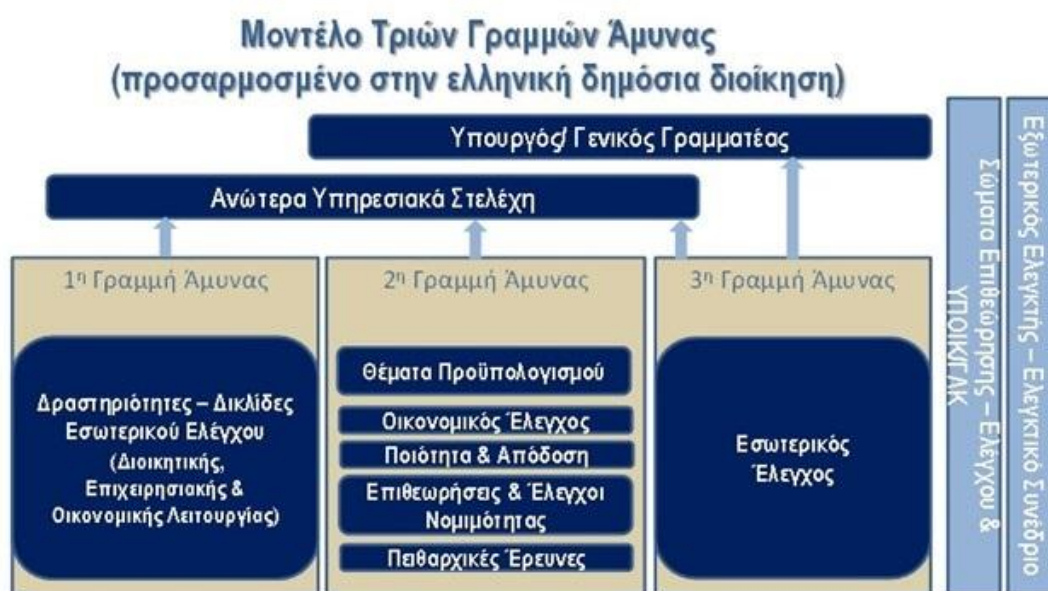 Μοντέλο Τριών Γραμμών Άμυνας
(προσαρμοσμένο στην ελληνική δημόσια διοίκηση)
Υπουργός/ Γενικός Γραμματέας
Ανώτερα Υπηρεσιακά Στελέχη
1η Γραμμή Άμυνας
Δραστηριότητες – Δικλίδες
Εσωτερικού Ελέγχου
(Διοικητικής,
Επιχειρησιακής &
Οικονομικής Λειτουργίας)
2η Γραμμή Άμυνας
Θέματα Προϋπολογισμού
Οικονομικός Έλεγχος
Ποιότητα & Απόδοση
Επιθεωρήσεις & Έλεγχοι
Νομιμότητας
Πειθαρχικές Έρευνες
3η Γραμμή Άμυνας
Εσωτερικός
Έλεγχος
Σώματα Επιθεώρησης – Ελέγχου &
ΥΠΟΙΚ/ΓΛΚ
Εξωτερικός Ελεγκτής – Ελεγκτικό Συνέδριο